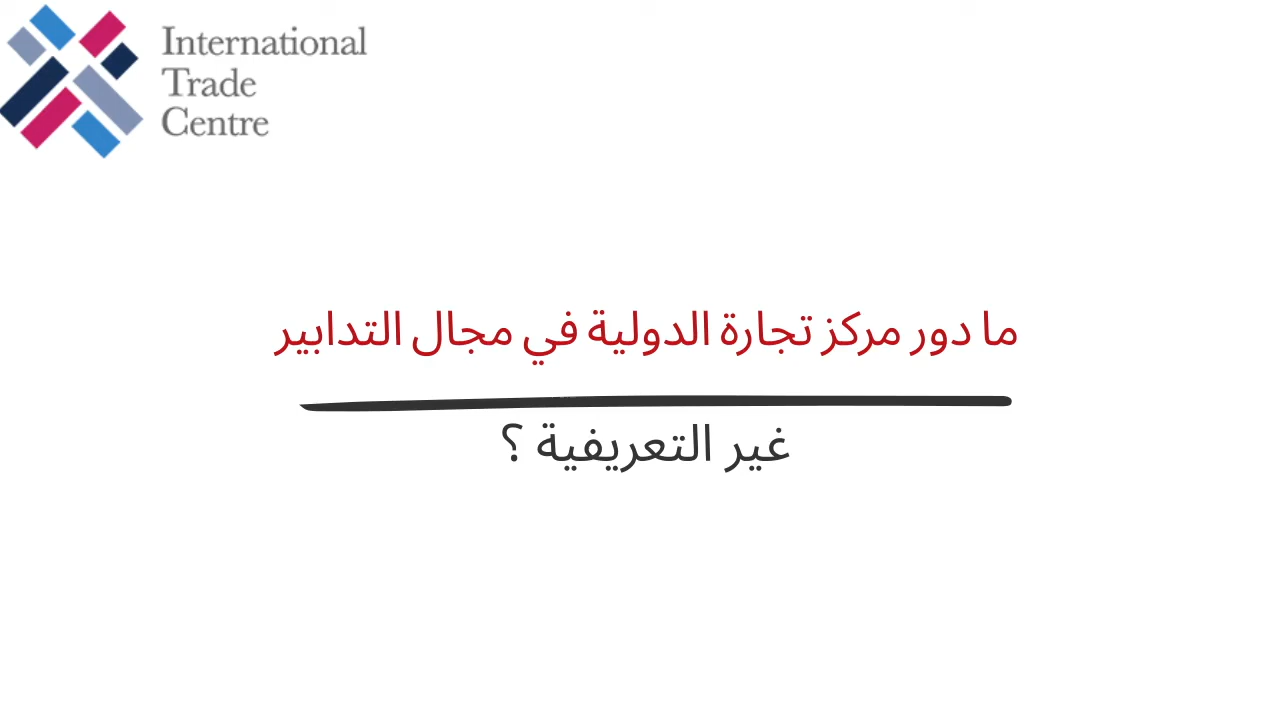 International
Trade
Centre
ما دور مركز تجارة الدولية في مجال التدابير
غير التعريفية ؟